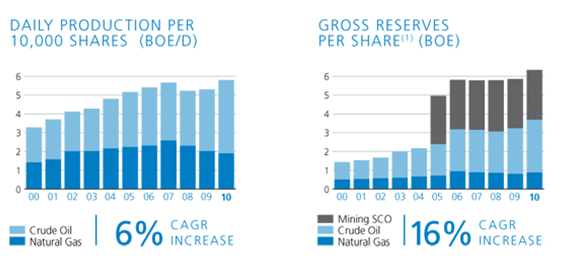 DAILY PRODUCTION PER
10,000 SHARES (BOE/D)
6
5
4
3
2
1
0
00 01 02 03 04 05 06 07 08 09 10
Crude Oil
Natural Gas
6% CAGR
INCREASE
GROSS RESERVES
PER SHARE(1) (BOE)
6
5
4
3
2
1
0
00 01 02 03 04 05 06 07 08 09 10
Mining SCO
Crude Oil
Natural Gas
16% CAGR
INCREASE